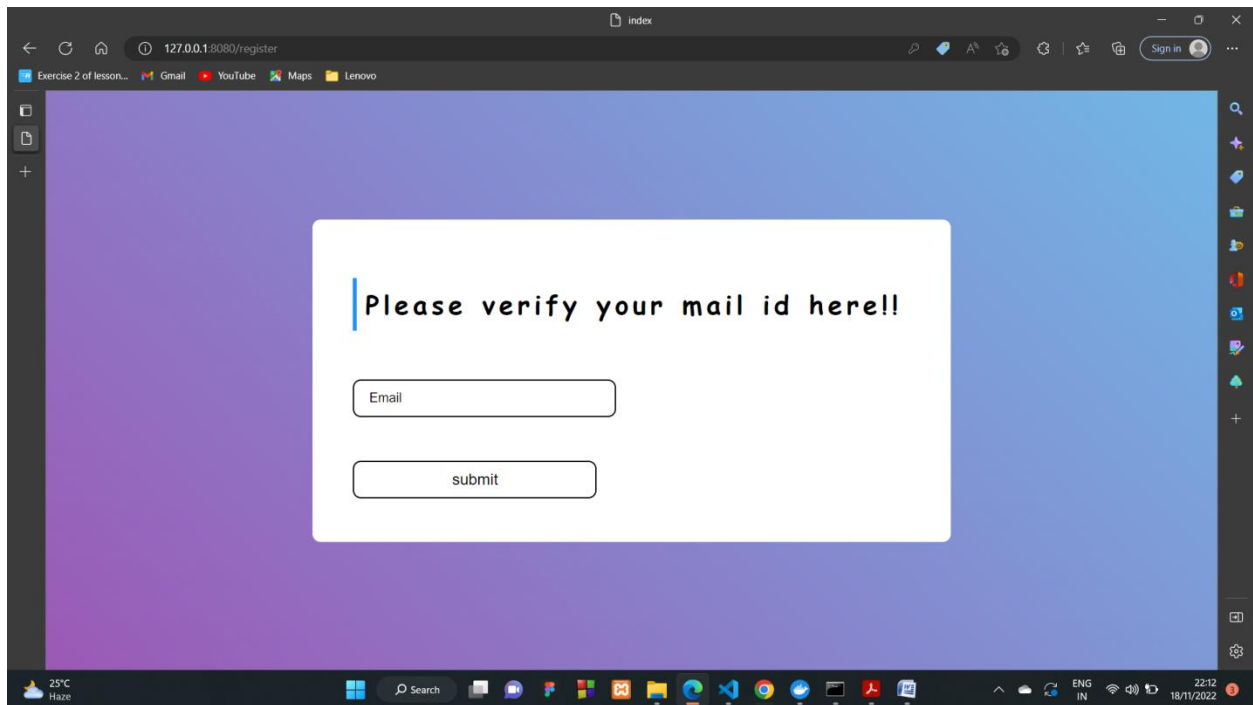 index
127.0.0.1:8080/register
Sign in
Exercise 2 of lesson... Gmail YouTube Maps Lenovo
Please verify your mail id here!!
Email
submit
25°C
Haze
Search
ENG
IN
22:12
18/11/2022
3